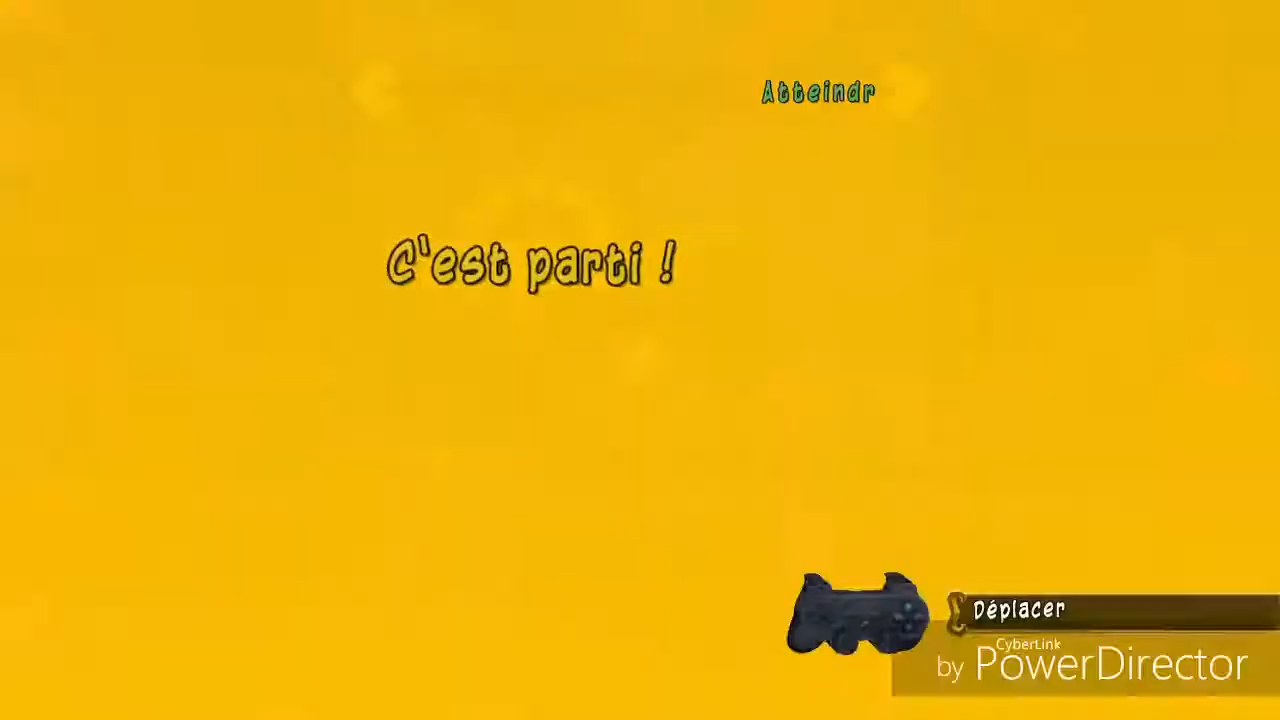 Atteindr
C'est parti !
Déplacer
CyberLink
by PowerDirector